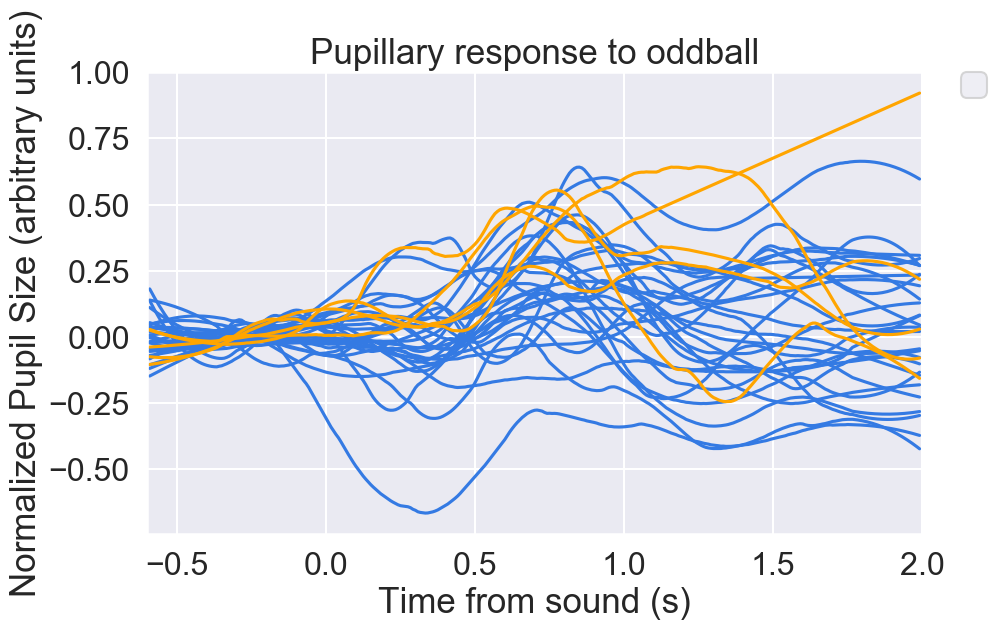 Pupillary response to oddball
Normalized Pupil Size (arbitrary units)
1.00
0.75
0.50
0.25
0.00
−0.25
−0.50
−0.5 0.0 0.5 1.0 1.5 2.0
Time from sound (s)